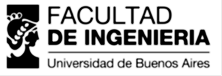 FACULTAD
DE INGENIERIA
Universidad de Buenos Aires